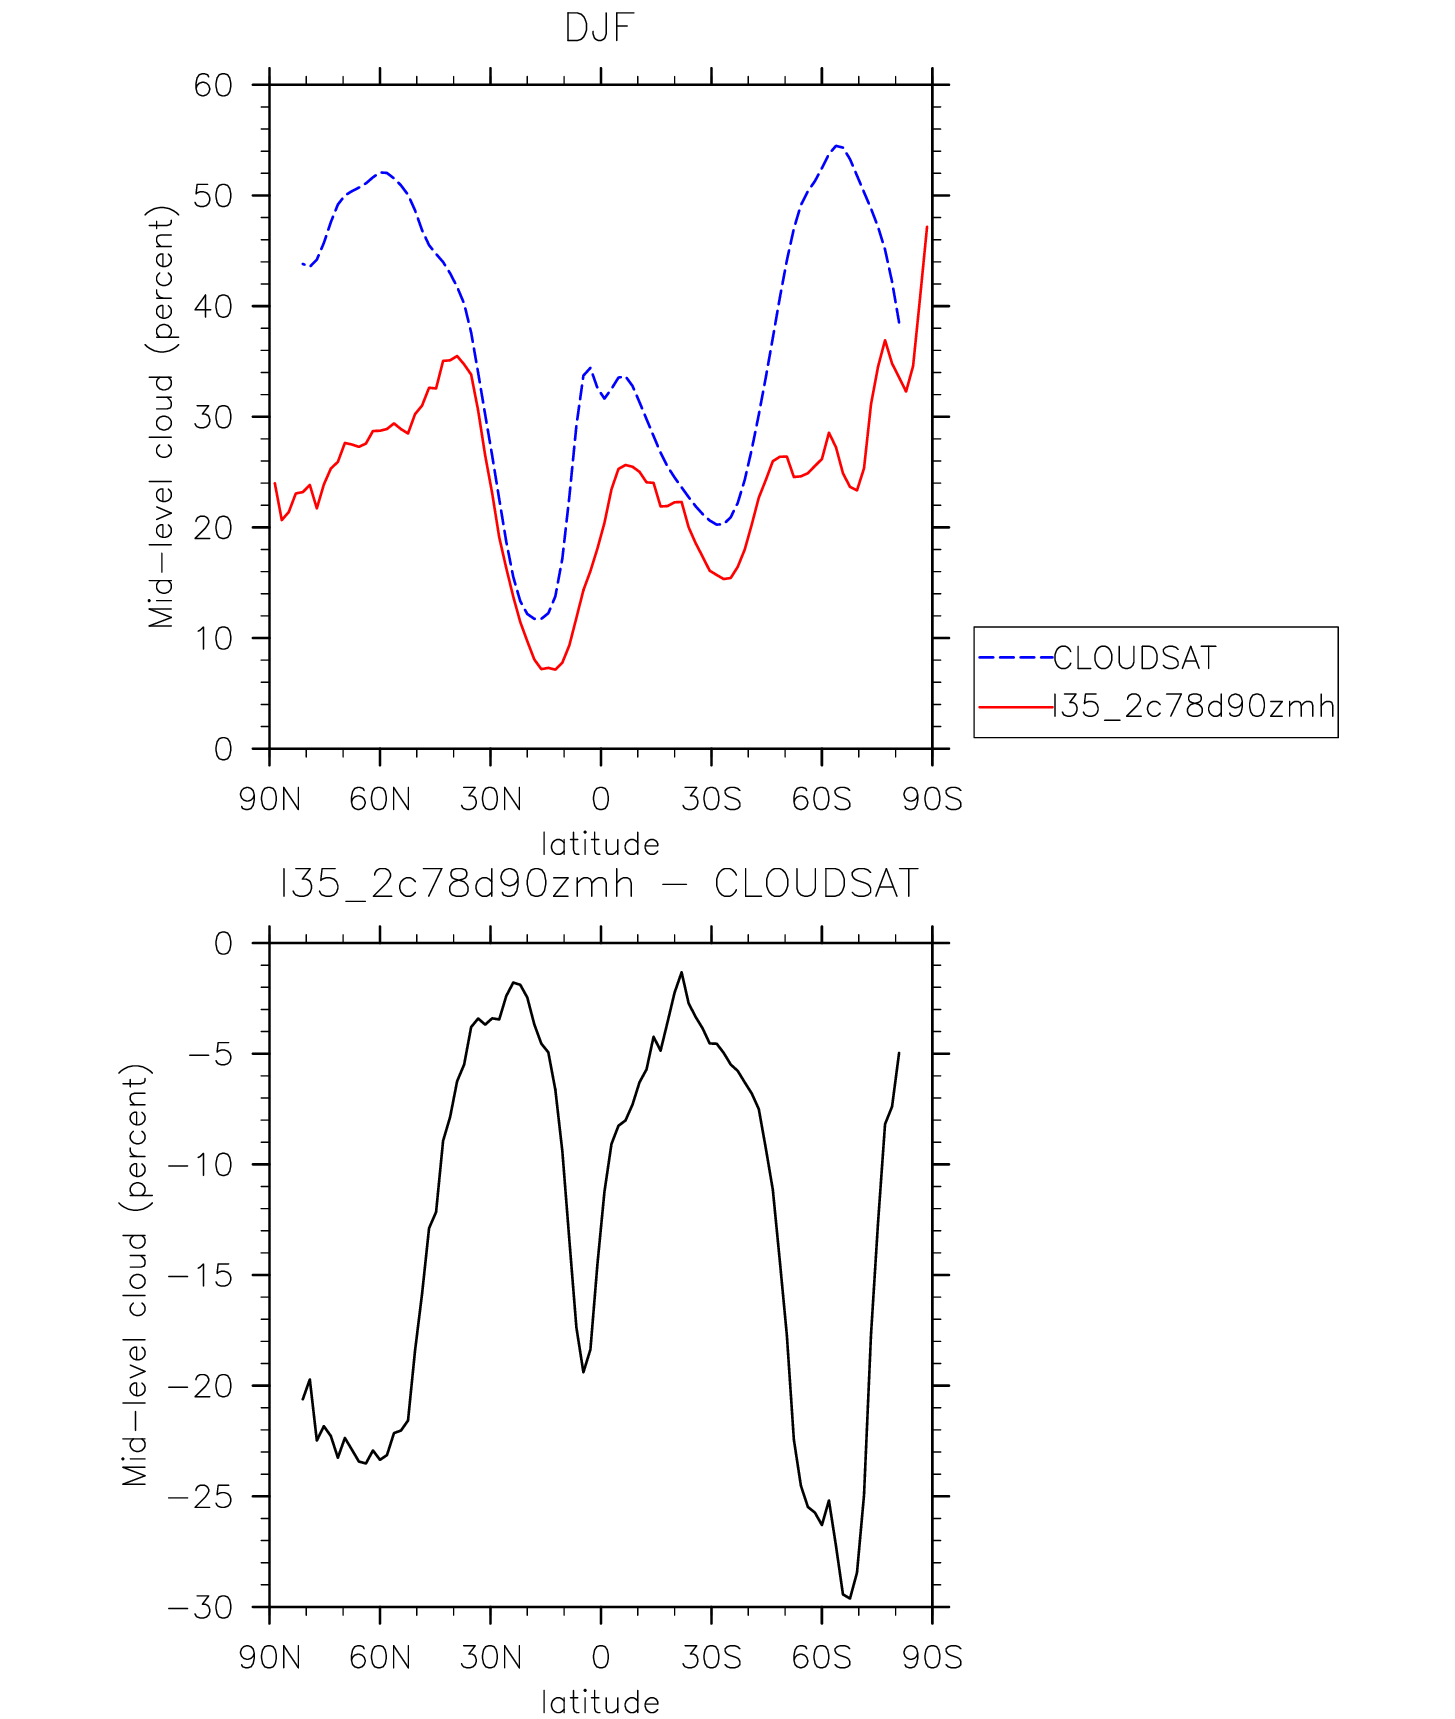 DJF
60
50
40
30
20
10
0
Mid-level cloud (percent)
90N 60N 30N 0 30S 60S 90S
latitude
CLOUDSAT
I35_2c78d90zmh
I35_2c78d90zmh - CLOUDSAT
0
-5
-10
-15
-20
-25
-30
Mid-level cloud (percent)
90N 60N 30N 0 30S 60S 90S
latitude